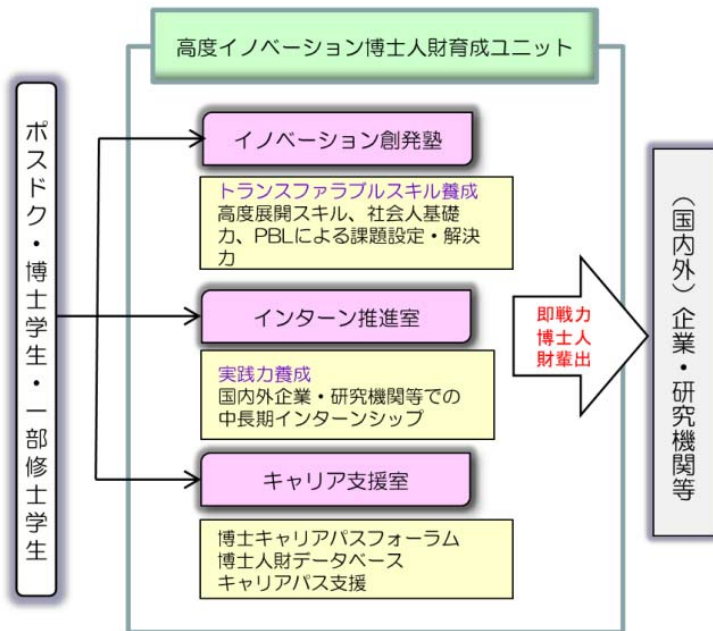 高度イノベーション博士人財育成ユニット
ポスドク・博士学生・一部修士学生
イノベーション創発塾
トランスファラブルスキル養成
高度展開スキル、社会人基礎
力、PBLによる課題設定・解決
力
インターン推進室
実践力養成
国内外企業・研究機関等での
中長期インターンシップ
キャリア支援室
博士キャリアパスフォーラム
博士人財データベース
キャリアパス支援
即戦力
博士人
財輩出
（国内外）企業・研究機関等